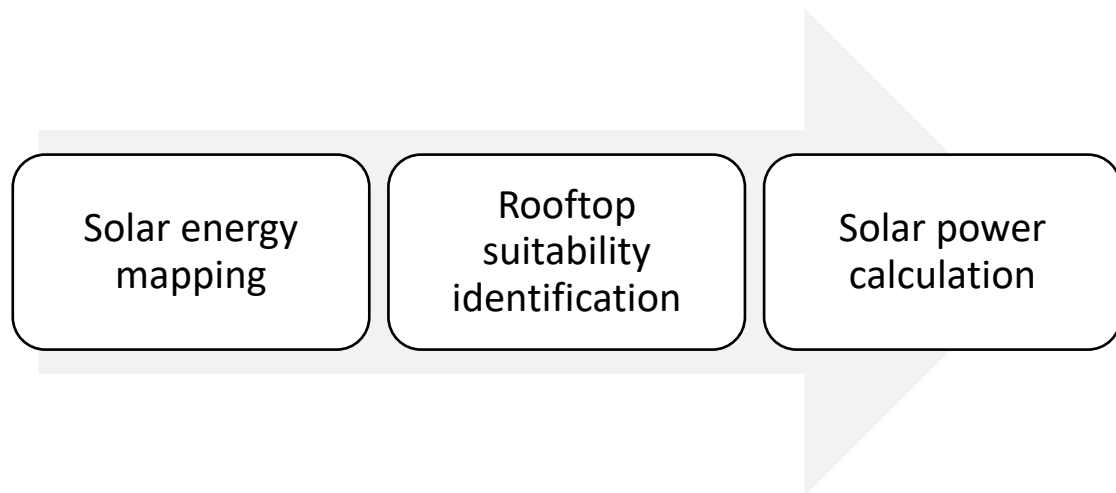 Solar energy
mapping
Rooftop
suitability
identification
Solar power
calculation